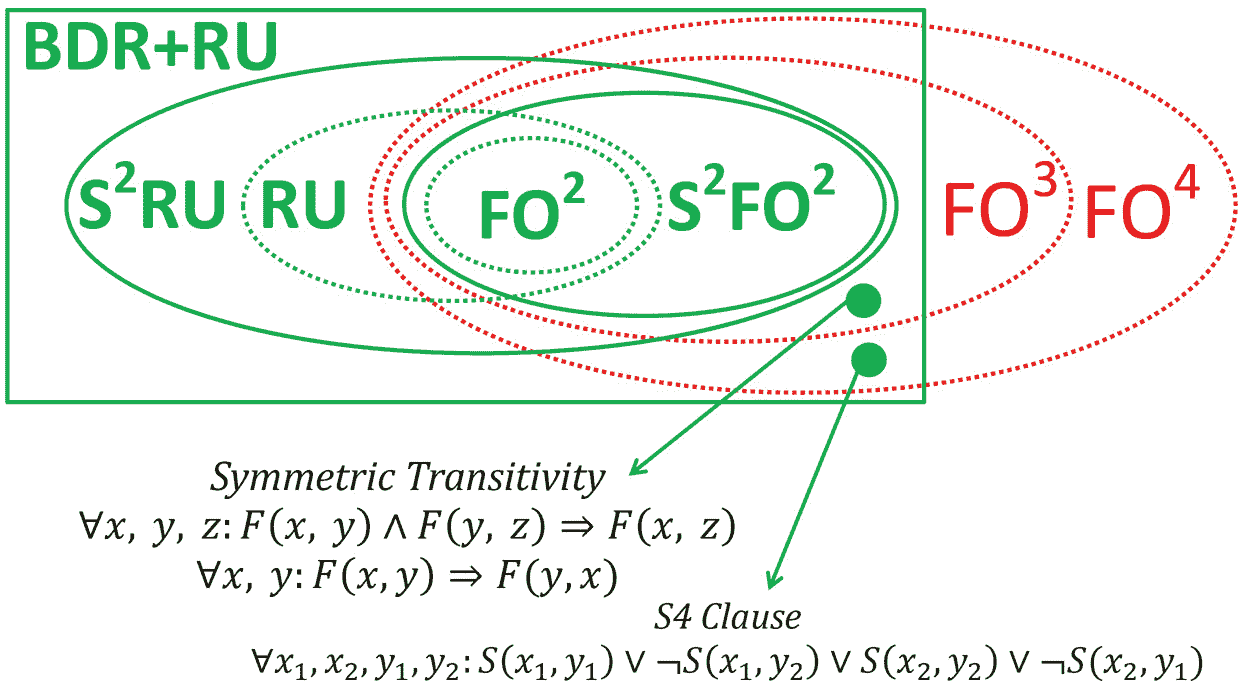 BDR+RU
S²RU RU FO² S²FO² FO³ FO⁴
Symmetric Transitivity
∀x, y, z: F(x, y) ∧ F(y, z) ⇒ F(x, z)
∀x, y: F(x,y) ⇒ F(y,x)
S4 Clause
∀x₁,x₂,y₁,y₂: S(x₁,y₁) ∨ ¬S(x₁,y₂) ∨ S(x₂,y₂) ∨ ¬S(x₂,y₁)